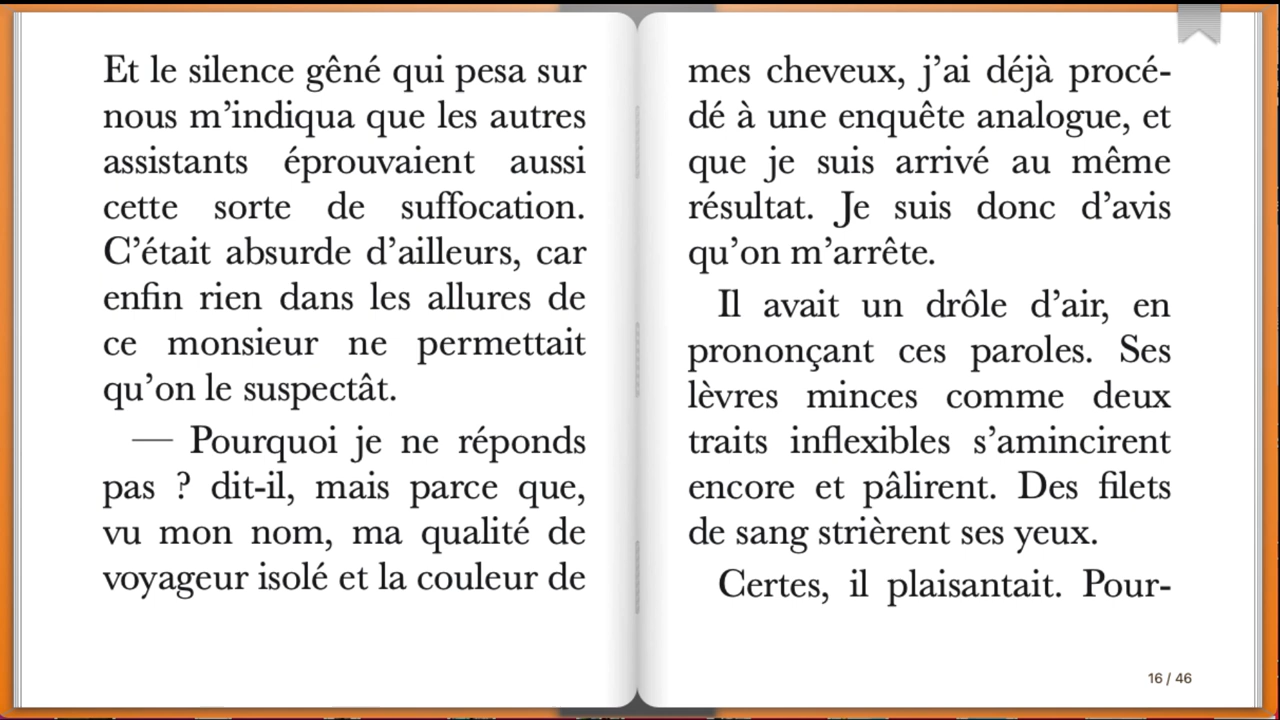 Et le silence gêné qui pesa sur
nous m’indiqua que les autres
assistants éprouvaient aussi
cette sorte de suffocation.
C’était absurde d’ailleurs, car
enfin rien dans les allures de
ce monsieur ne permettait
qu’on le suspectât.
— Pourquoi je ne réponds
pas ? dit-il, mais parce que,
vu mon nom, ma qualité de
voyageur isolé et la couleur de
mes cheveux, j’ai déjà procé-
dé à une enquête analogue, et
que je suis arrivé au même
résultat. Je suis donc d’avis
qu’on m’arrête.
Il avait un drôle d’air, en
prononçant ces paroles. Ses
lèvres minces comme deux
traits inflexibles s’amincirent
encore et pâlirent. Des filets
de sang strièrent ses yeux.
Certes, il plaisantait. Pour-
16 / 46